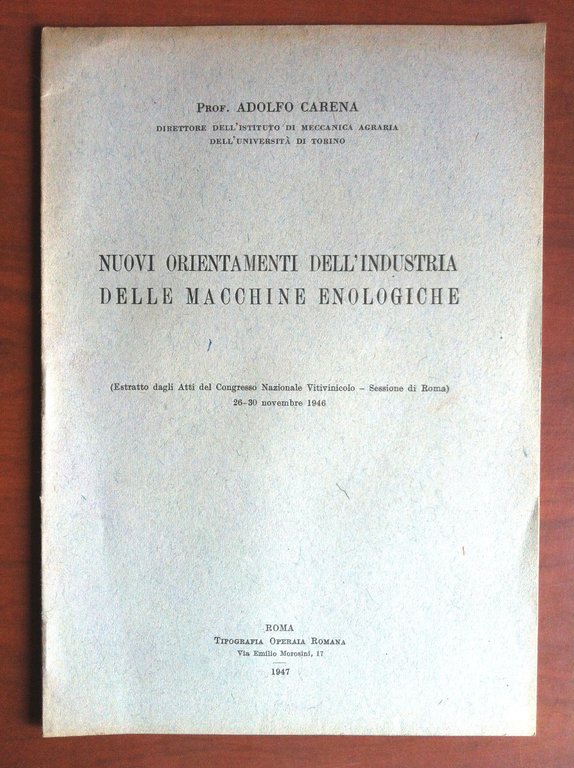 Prof. ADOLFO CARENA
DIRETTORE DELL'ISTITUTO DI MECCANICA AGRARIA
DELL'UNIVERSITÀ DI TORINO
NUOVI ORIENTAMENTI DELL'INDUSTRIA
DELLE MACCHINE ENOLOGICHE
(Estratto dagli Atti del Congresso Nazionale Vitivinicolo – Sessione di Roma)
26–30 novembre 1946
ROMA
Tipografia Operaia Romana
Via Emilio Morosini, 17
1947